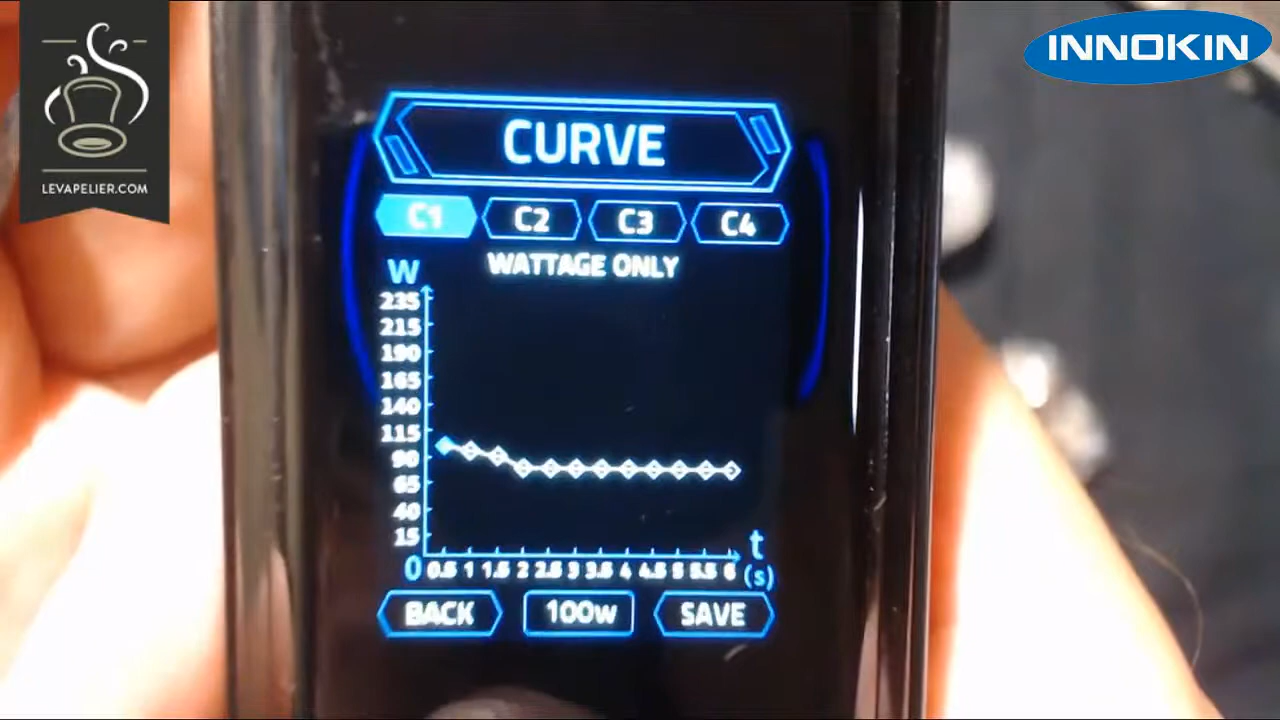 INNOKIN
LEVAPELIER.COM
CURVE
C1 C2 C3 C4
WATTAGE ONLY
W
235
215
190
165
140
115
90
65
40
15
0 0.5 1 1.5 2 2.5 3 3.5 4 4.5 5 5.5 6
t
(s)
BACK 100W SAVE